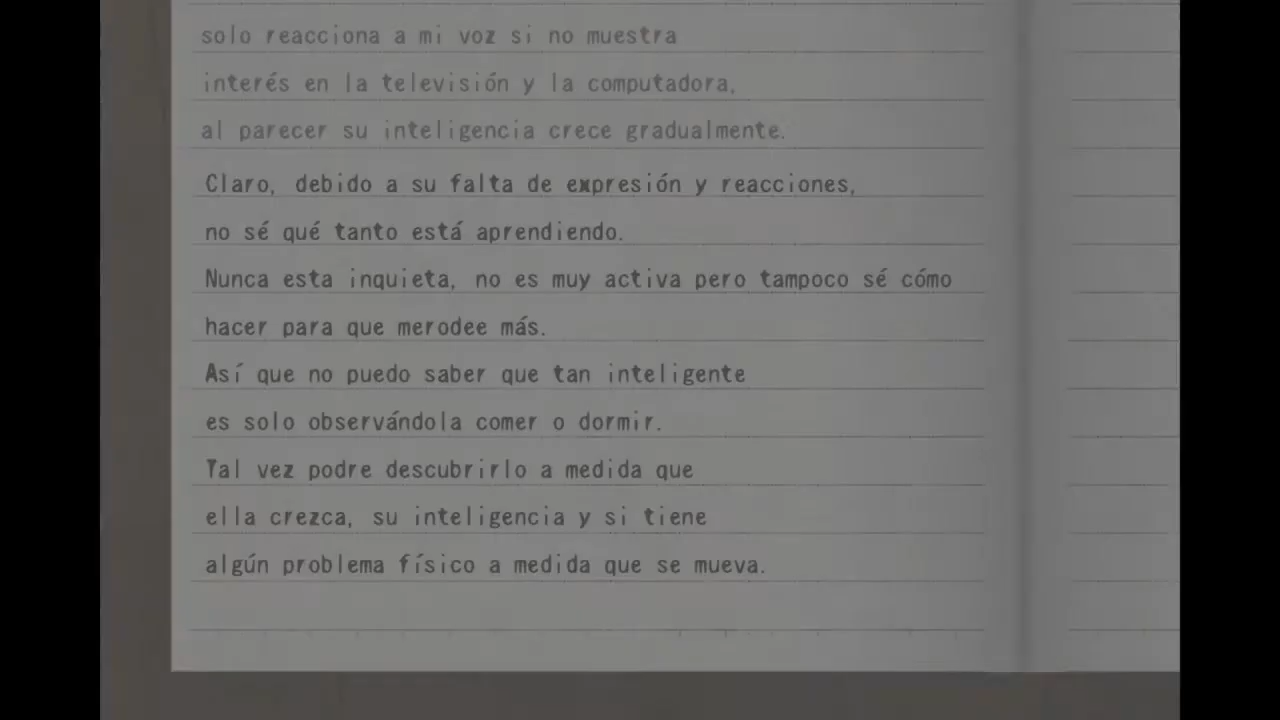 solo reacciona a mi voz si no muestra
interés en la televisión y la computadora,
al parecer su inteligencia crece gradualmente.
Claro, debido a su falta de expresión y reacciones,
no sé qué tanto está aprendiendo.
Nunca esta inquieta, no es muy activa pero tampoco sé cómo
hacer para que merodee más.
Así que no puedo saber que tan inteligente
es solo observándola comer o dormir.
Tal vez podre descubrirlo a medida que
ella crezca, su inteligencia y si tiene
algún problema físico a medida que se mueva.